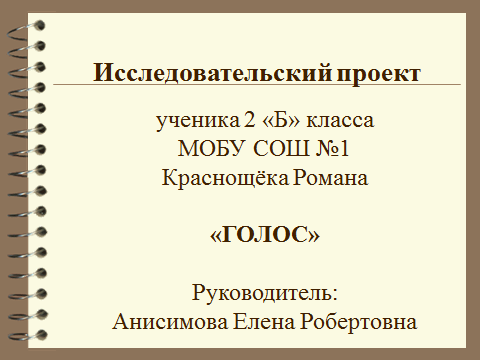 Исследовательский проект
ученика 2 «Б» класса
МОБУ СОШ №1
Краснощёка Романа
«ГОЛОС»
Руководитель:
Анисимова Елена Робертовна